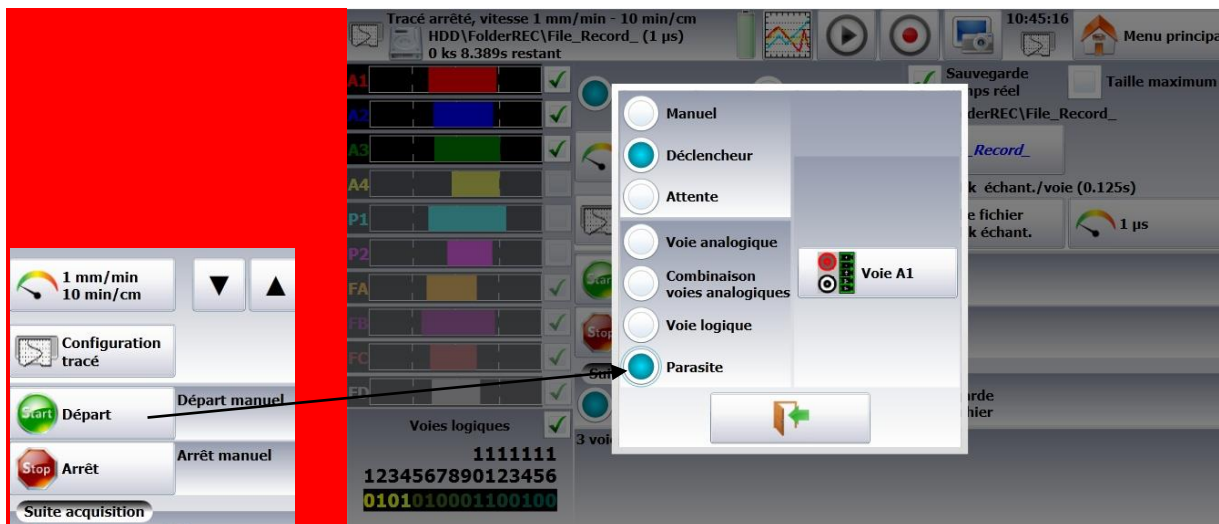 Tracé arrêté, vitesse 1 mm/min - 10 min/cm
HDD\FolderREC\File_Record_ (1 µs)
0 ks 8.389s restant
10:45:16
Menu principa
A1
A2
A3
A4
P1
P2
FA
FB
FC
FD
Voies logiques
1111111
1234567890123456
0101010001100100
Start
Stop
3 voi
Manuel
Déclencheur
Attente
Voie analogique
Combinaison
voies analogiques
Voie logique
Parasite
Voie A1
Sauvegarde
mps réel
Taille maximum
derREC\File_Record_
_Record_
k échant./voie (0.125s)
e fichier
k échant.
1 µs
rde
hier
1 mm/min
10 min/cm
▼ ▲
Configuration
tracé
Start Départ
Départ manuel
Stop Arrêt
Arrêt manuel
Suite acquisition